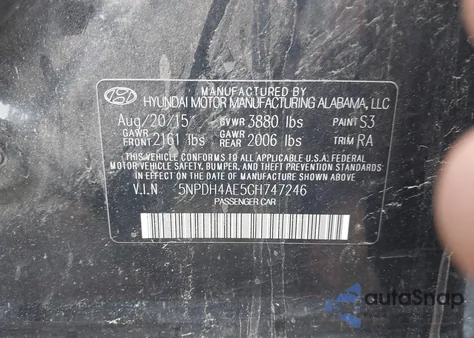 MANUFACTURED BY
HYUNDAI MOTOR MANUFACTURING ALABAMA, LLC
Aug/20/15 GVWR 3880 lbs PAINT S3
GAWR FRONT 2161 lbs GAWR REAR 2006 lbs TRIM RA
THIS VEHICLE CONFORMS TO ALL APPLICABLE U.S.A. FEDERAL
MOTOR VEHICLE SAFETY, BUMPER, AND THEFT PREVENTION
STANDARDS IN EFFECT ON THE DATE OF MANUFACTURE SHOWN ABOVE.
V.I.N 5NPDH4AE5CH747246
PASSENGER CAR
autoSnap